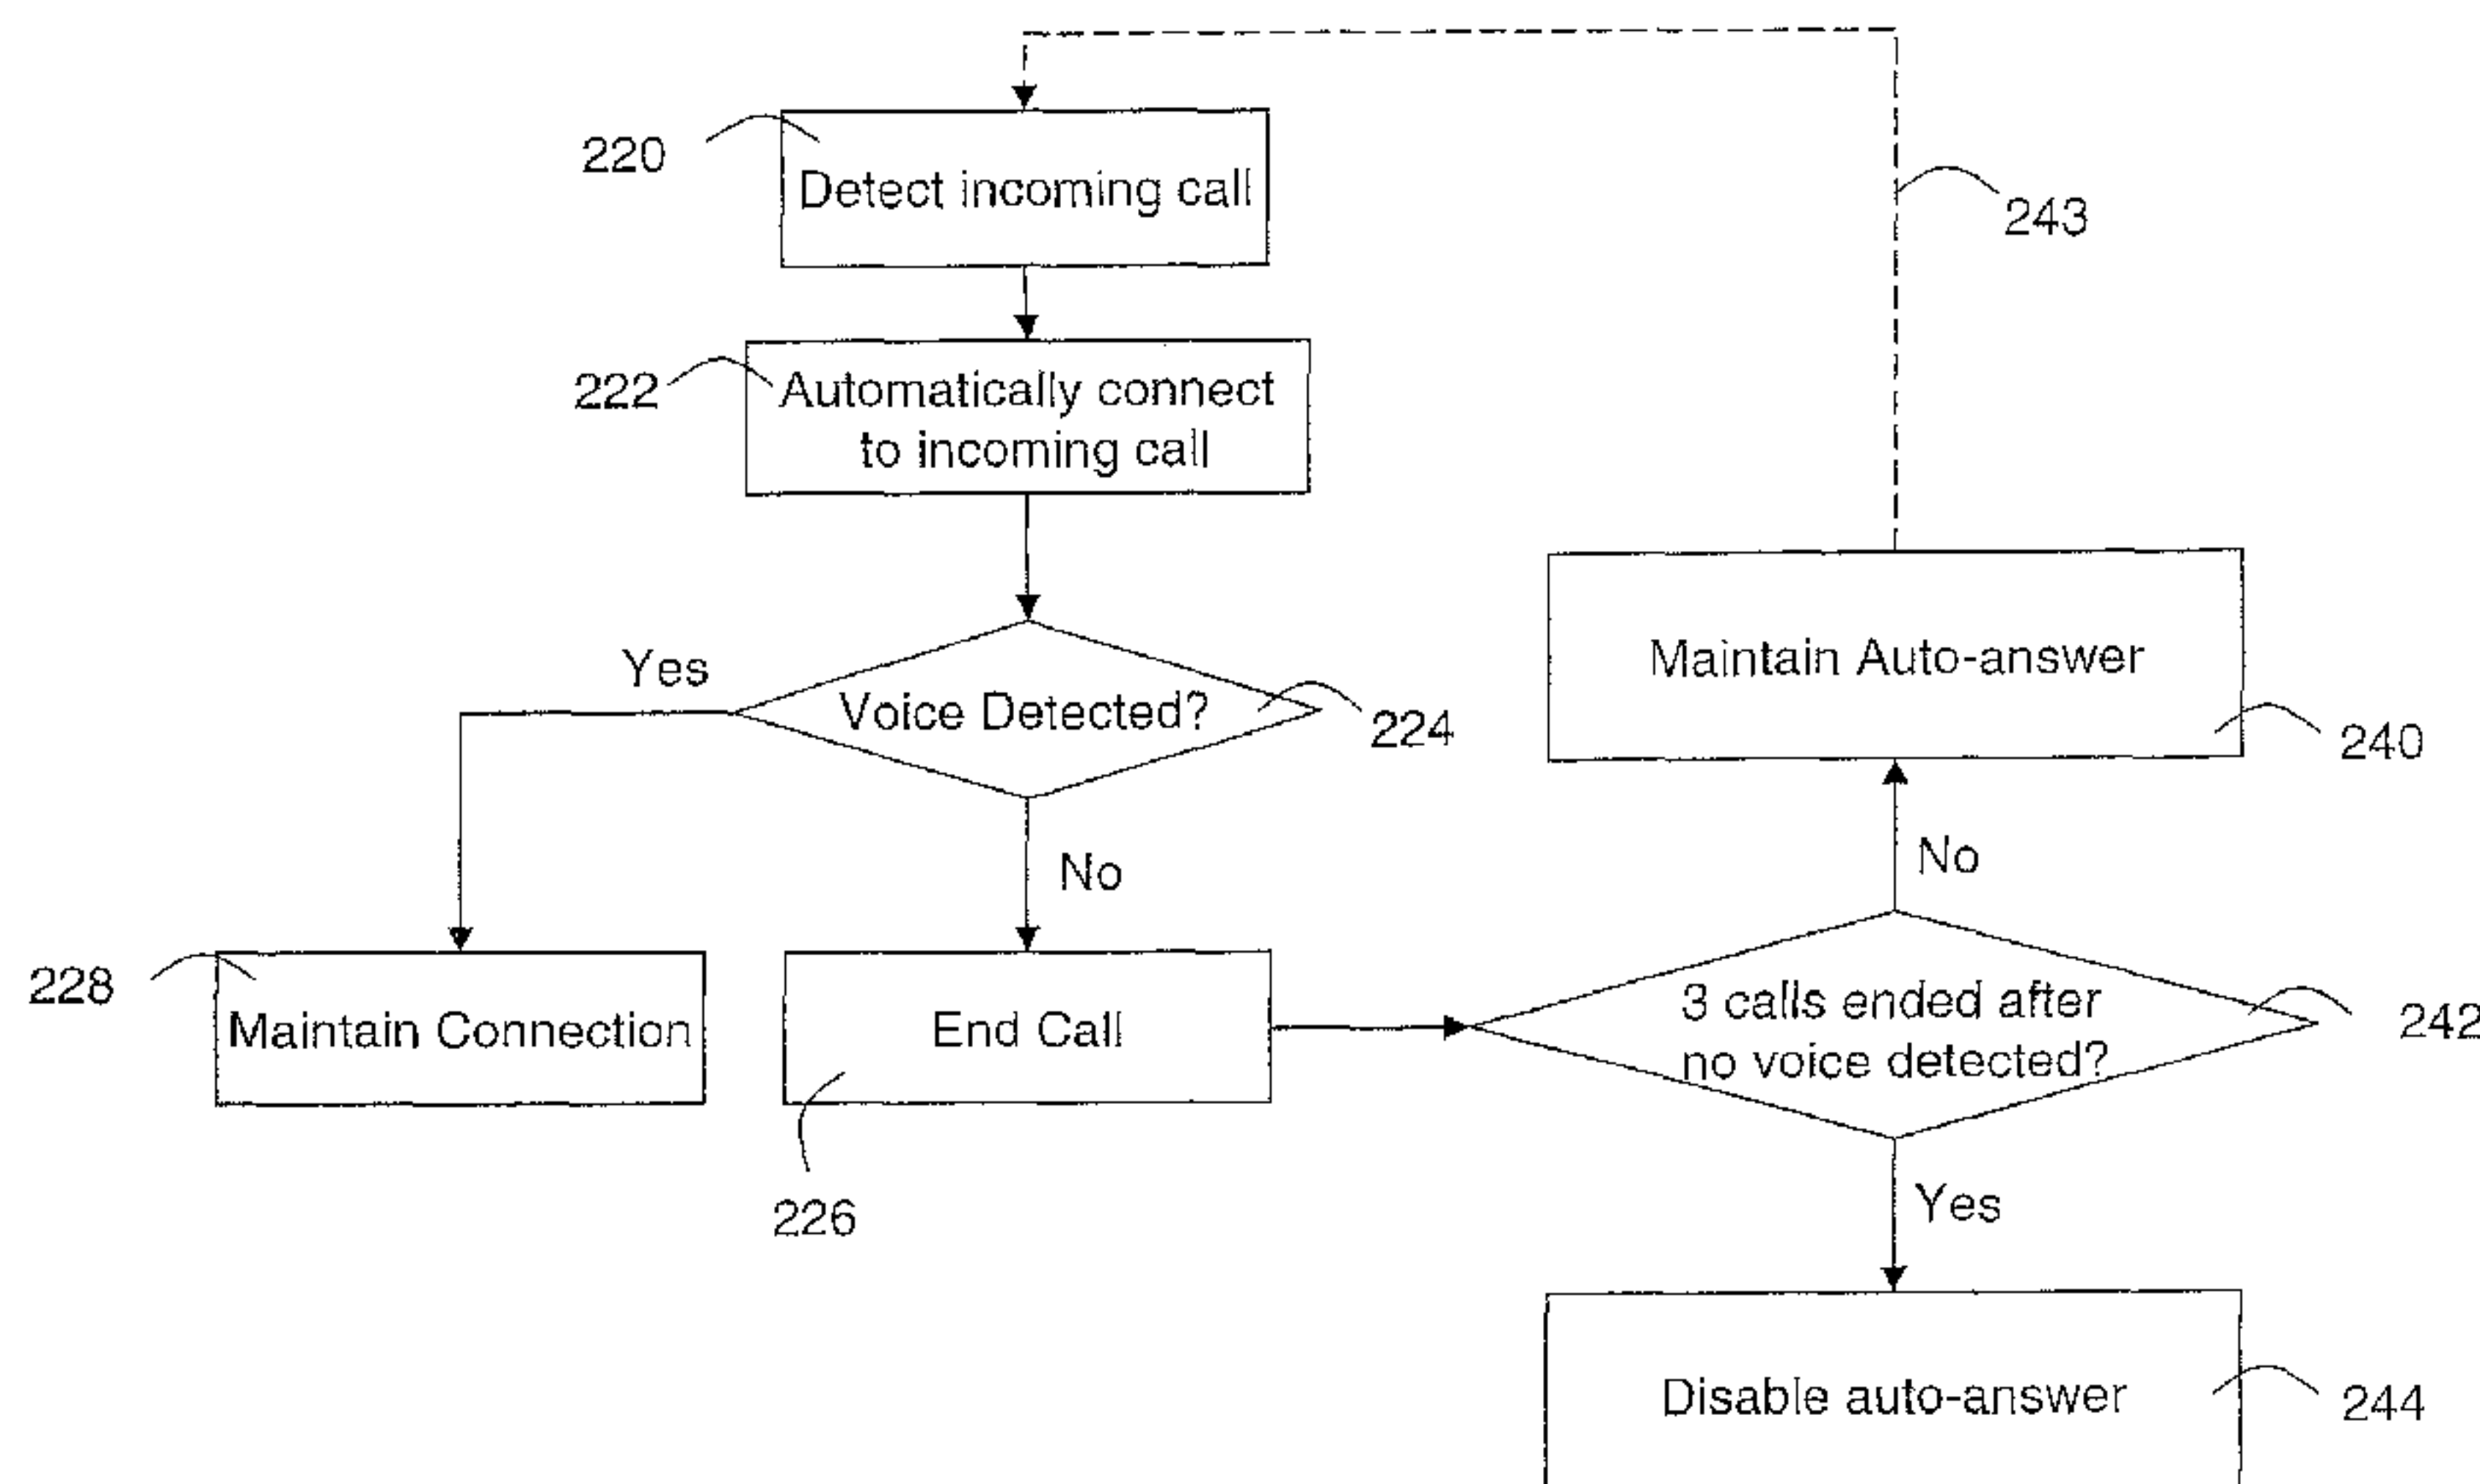 220
Detect incoming call
243
222
Automatically connect
to incoming call
Yes
Voice Detected?
224
Maintain Auto-answer
240
No
No
228
Maintain Connection
End Call
3 calls ended after
no voice detected?
242
226
Yes
Disable auto-answer
244